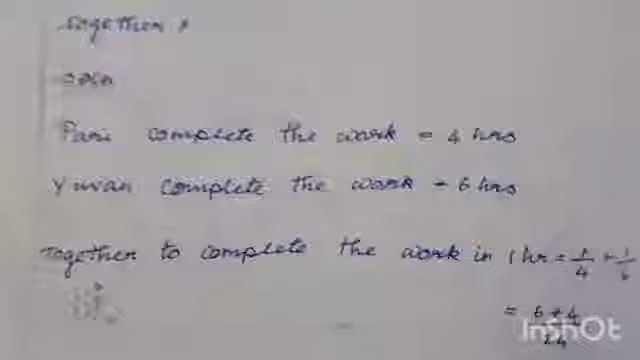 together ?
soln
Pari complete the work = 4 hrs
Yuvan complete the work = 6 hrs
Together to complete the work in 1 hr = 1/4 + 1/6
= 6+4/24
InShOt